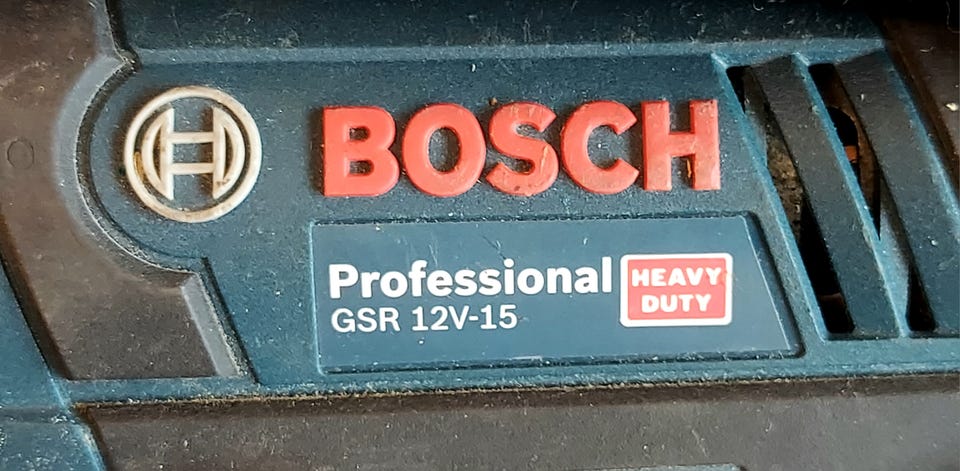 BOSCH
Professional
GSR 12V-15
HEAVY
DUTY